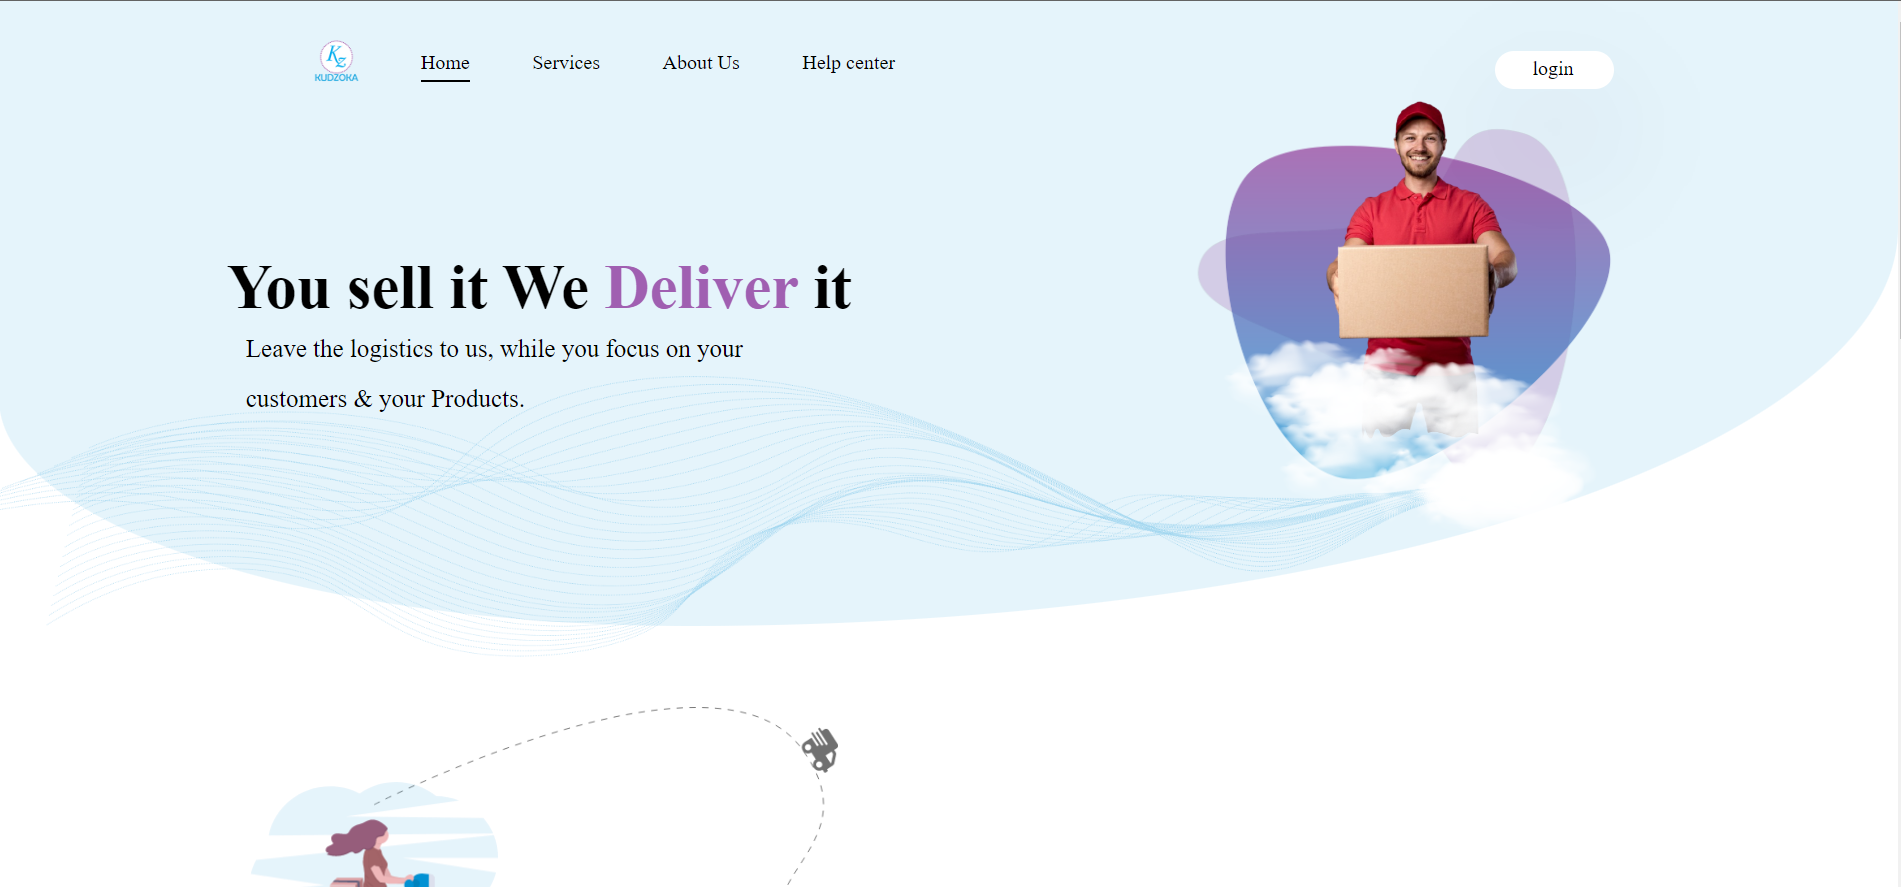 Kz
KUDZOKA
Home
Services
About Us
Help center
login
You sell it We Deliver it
Leave the logistics to us, while you focus on your
customers & your Products.